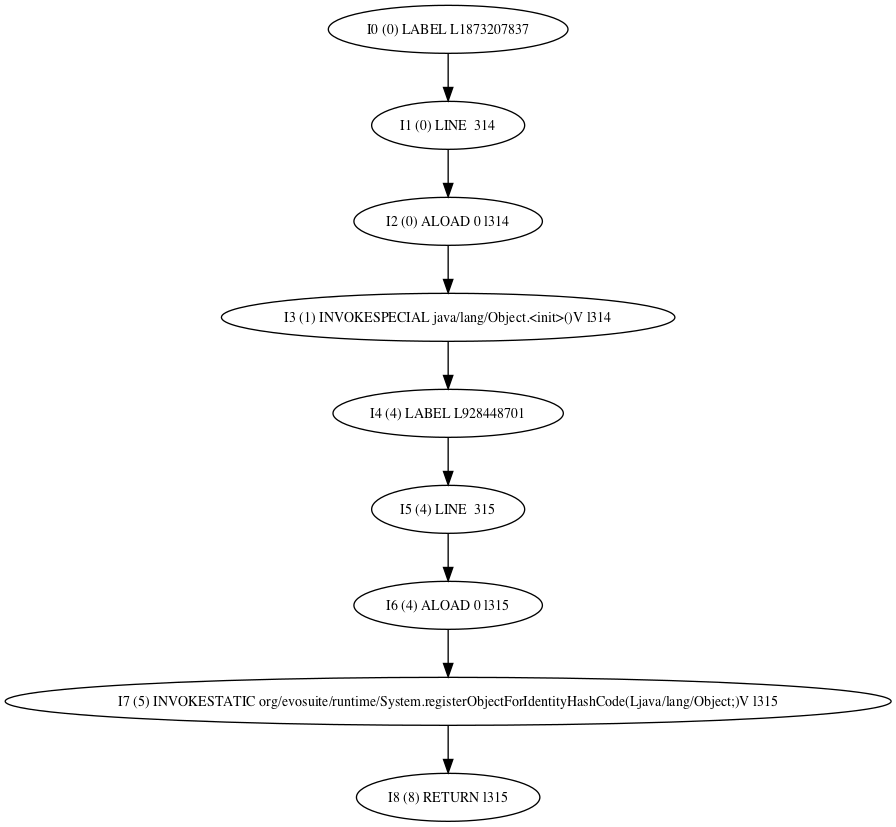 I0 (0) LABEL L1873207837
I1 (0) LINE 314
I2 (0) ALOAD 0 l314
I3 (1) INVOKESPECIAL java/lang/Object.<init>()V l314
I4 (4) LABEL L928448701
I5 (4) LINE 315
I6 (4) ALOAD 0 l315
I7 (5) INVOKESTATIC org/evosuite/runtime/System.registerObjectForIdentityHashCode(Ljava/lang/Object;)V l315
I8 (8) RETURN l315